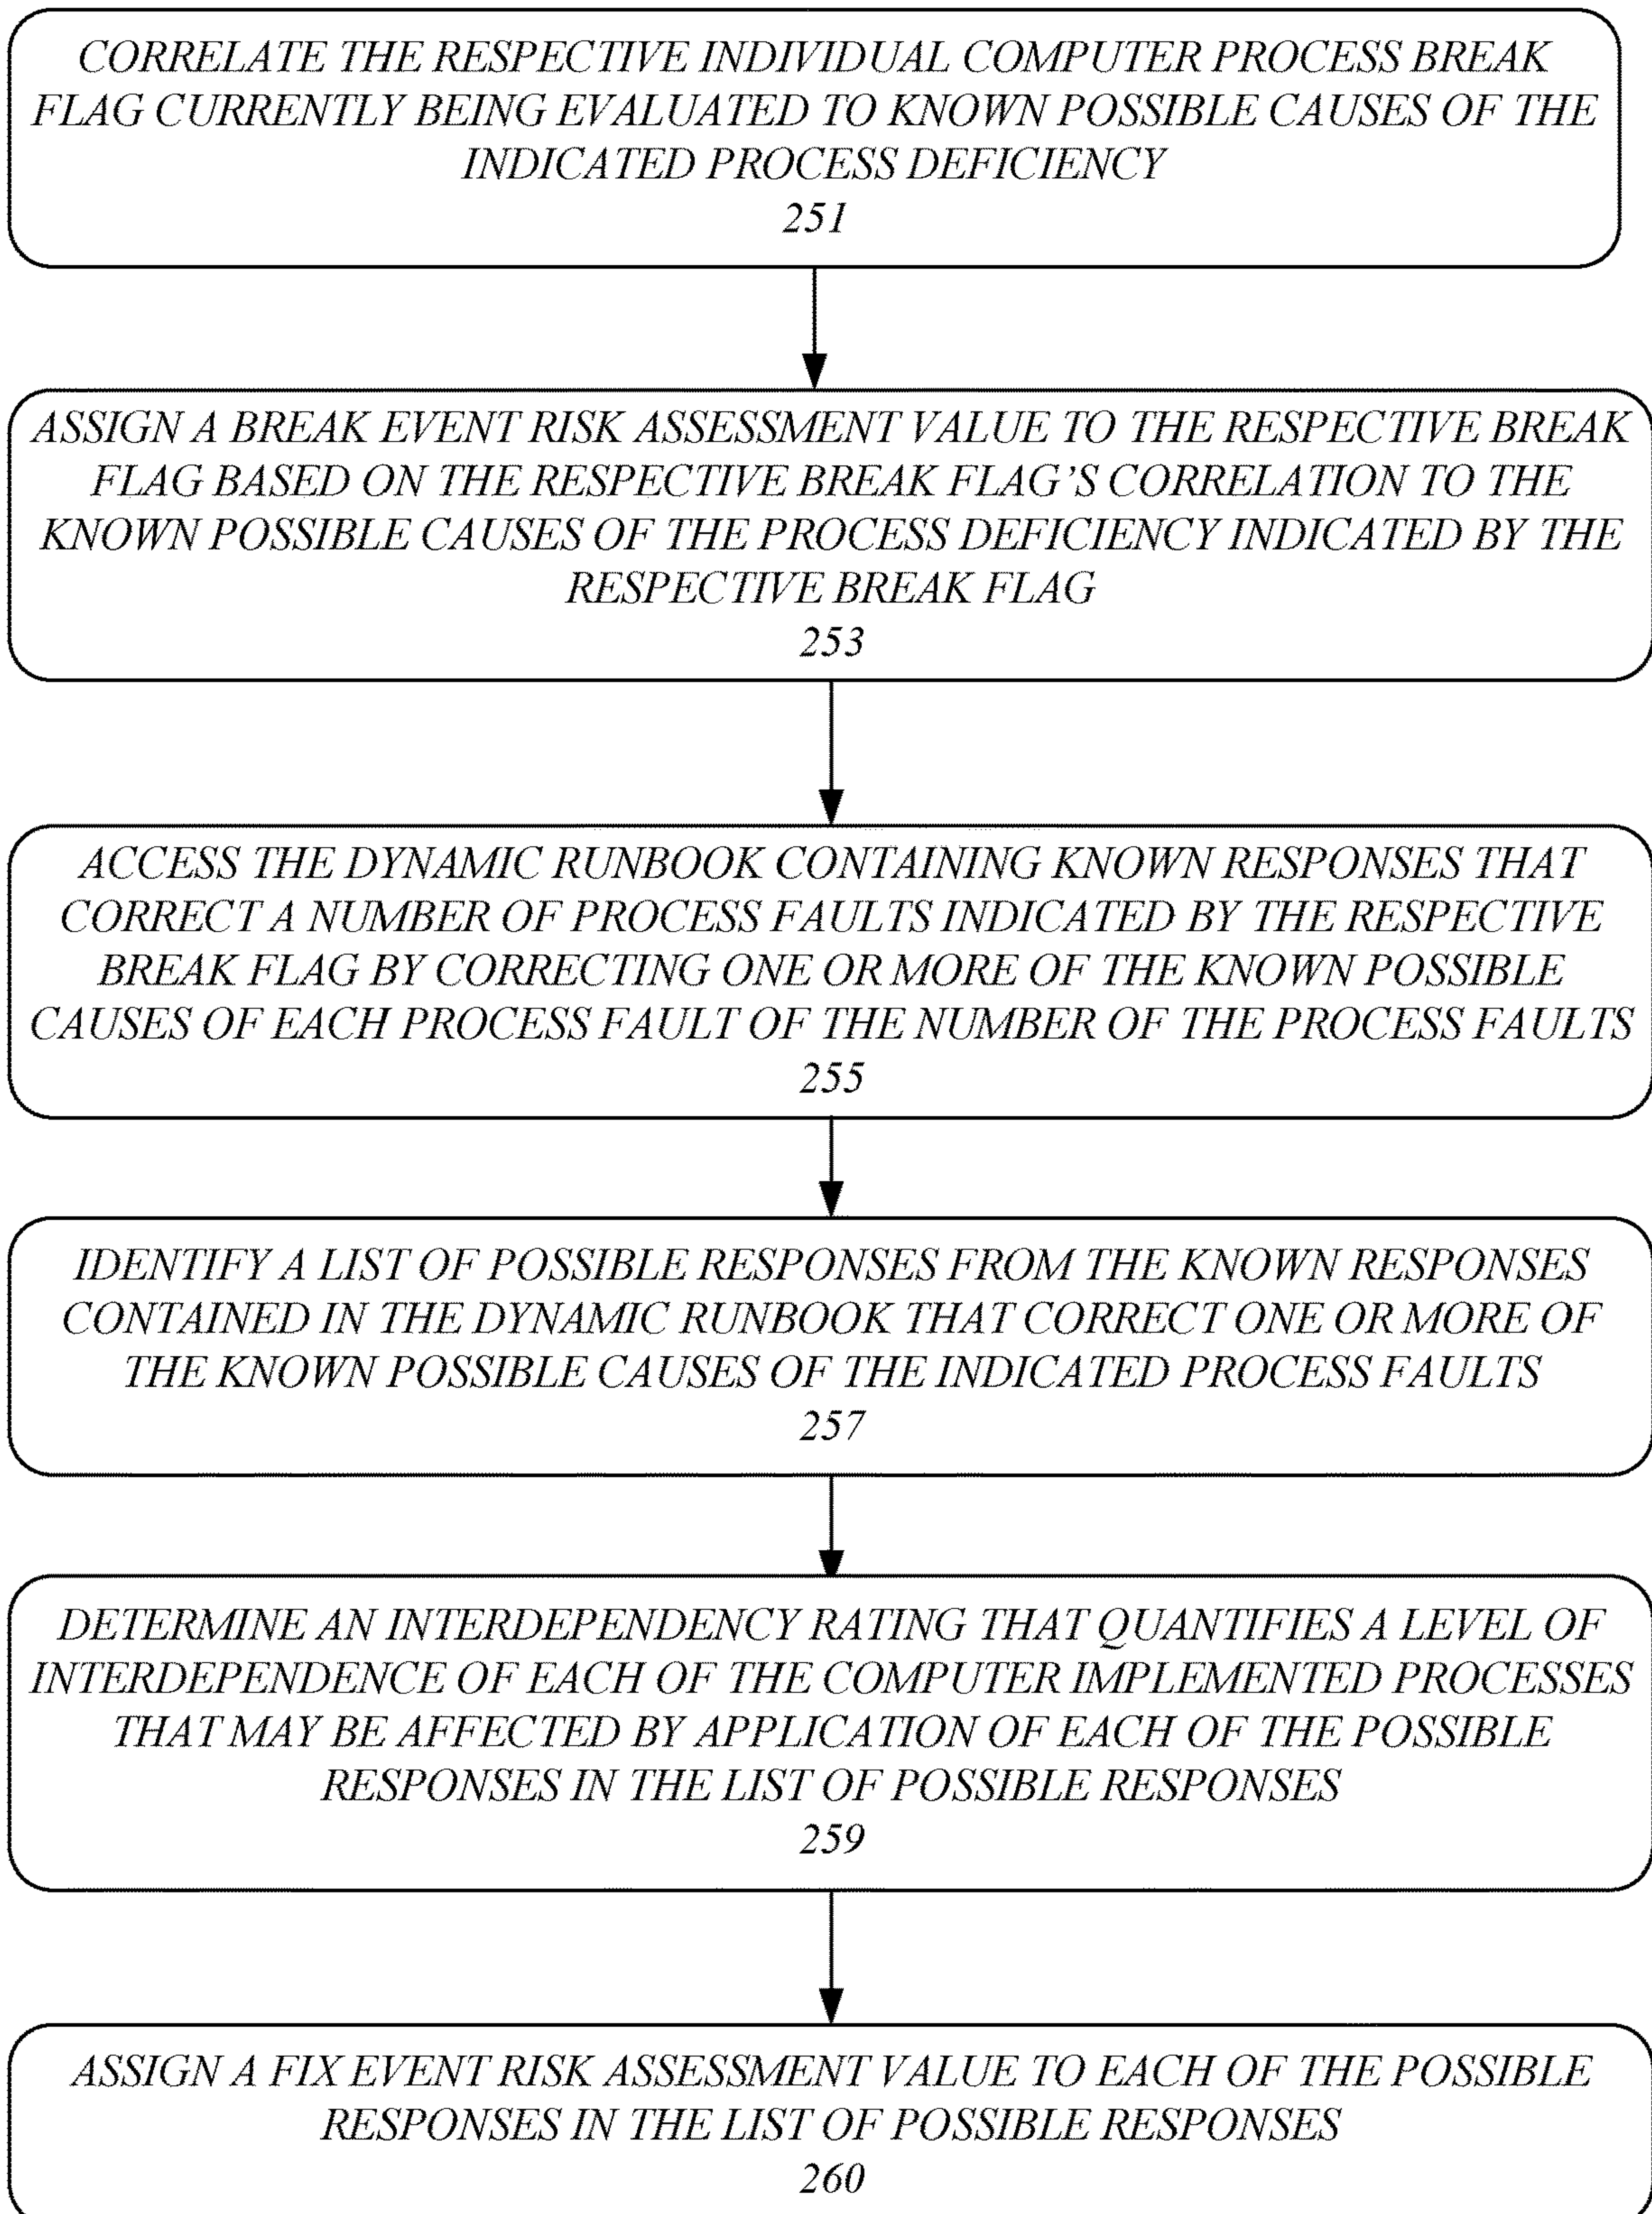 CORRELATE THE RESPECTIVE INDIVIDUAL COMPUTER PROCESS BREAK
FLAG CURRENTLY BEING EVALUATED TO KNOWN POSSIBLE CAUSES OF THE
INDICATED PROCESS DEFICIENCY
251
ASSIGN A BREAK EVENT RISK ASSESSMENT VALUE TO THE RESPECTIVE BREAK
FLAG BASED ON THE RESPECTIVE BREAK FLAG’S CORRELATION TO THE
KNOWN POSSIBLE CAUSES OF THE PROCESS DEFICIENCY INDICATED BY THE
RESPECTIVE BREAK FLAG
253
ACCESS THE DYNAMIC RUNBOOK CONTAINING KNOWN RESPONSES THAT
CORRECT A NUMBER OF PROCESS FAULTS INDICATED BY THE RESPECTIVE
BREAK FLAG BY CORRECTING ONE OR MORE OF THE KNOWN POSSIBLE
CAUSES OF EACH PROCESS FAULT OF THE NUMBER OF THE PROCESS FAULTS
255
IDENTIFY A LIST OF POSSIBLE RESPONSES FROM THE KNOWN RESPONSES
CONTAINED IN THE DYNAMIC RUNBOOK THAT CORRECT ONE OR MORE OF
THE KNOWN POSSIBLE CAUSES OF THE INDICATED PROCESS FAULTS
257
DETERMINE AN INTERDEPENDENCY RATING THAT QUANTIFIES A LEVEL OF
INTERDEPENDENCE OF EACH OF THE COMPUTER IMPLEMENTED PROCESSES
THAT MAY BE AFFECTED BY APPLICATION OF EACH OF THE POSSIBLE
RESPONSES IN THE LIST OF POSSIBLE RESPONSES
259
ASSIGN A FIX EVENT RISK ASSESSMENT VALUE TO EACH OF THE POSSIBLE
RESPONSES IN THE LIST OF POSSIBLE RESPONSES
260